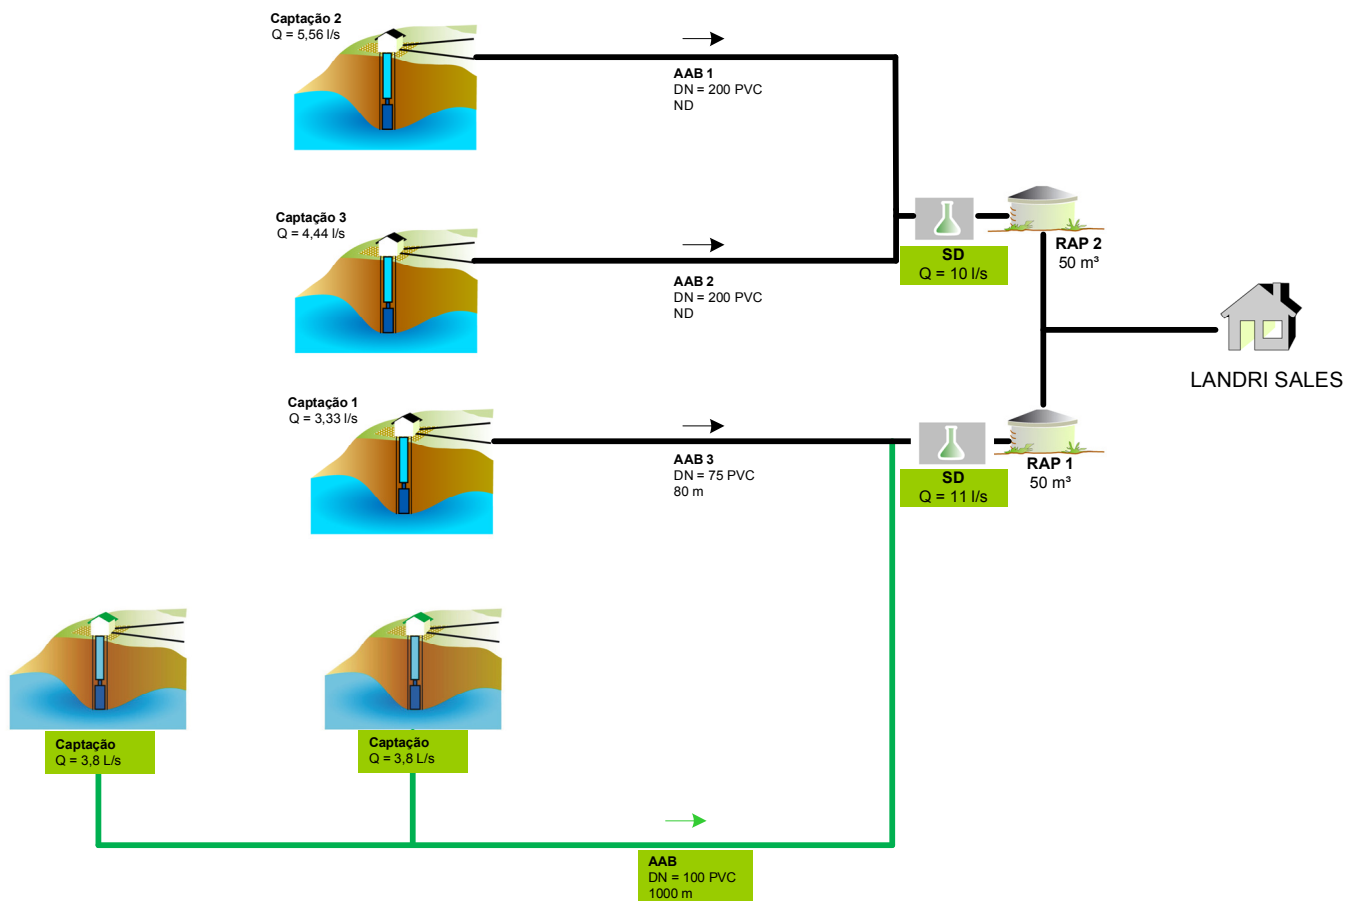 Captação 2
Q = 5,56 l/s
AAB 1
DN = 200 PVC
ND
Captação 3
Q = 4,44 l/s
AAB 2
DN = 200 PVC
ND
SD
Q = 10 l/s
RAP 2
50 m³
LANDRI SALES
Captação 1
Q = 3,33 l/s
AAB 3
DN = 75 PVC
80 m
SD
Q = 11 l/s
RAP 1
50 m³
Captação
Q = 3,8 L/s
Captação
Q = 3,8 L/s
AAB
DN = 100 PVC
1000 m